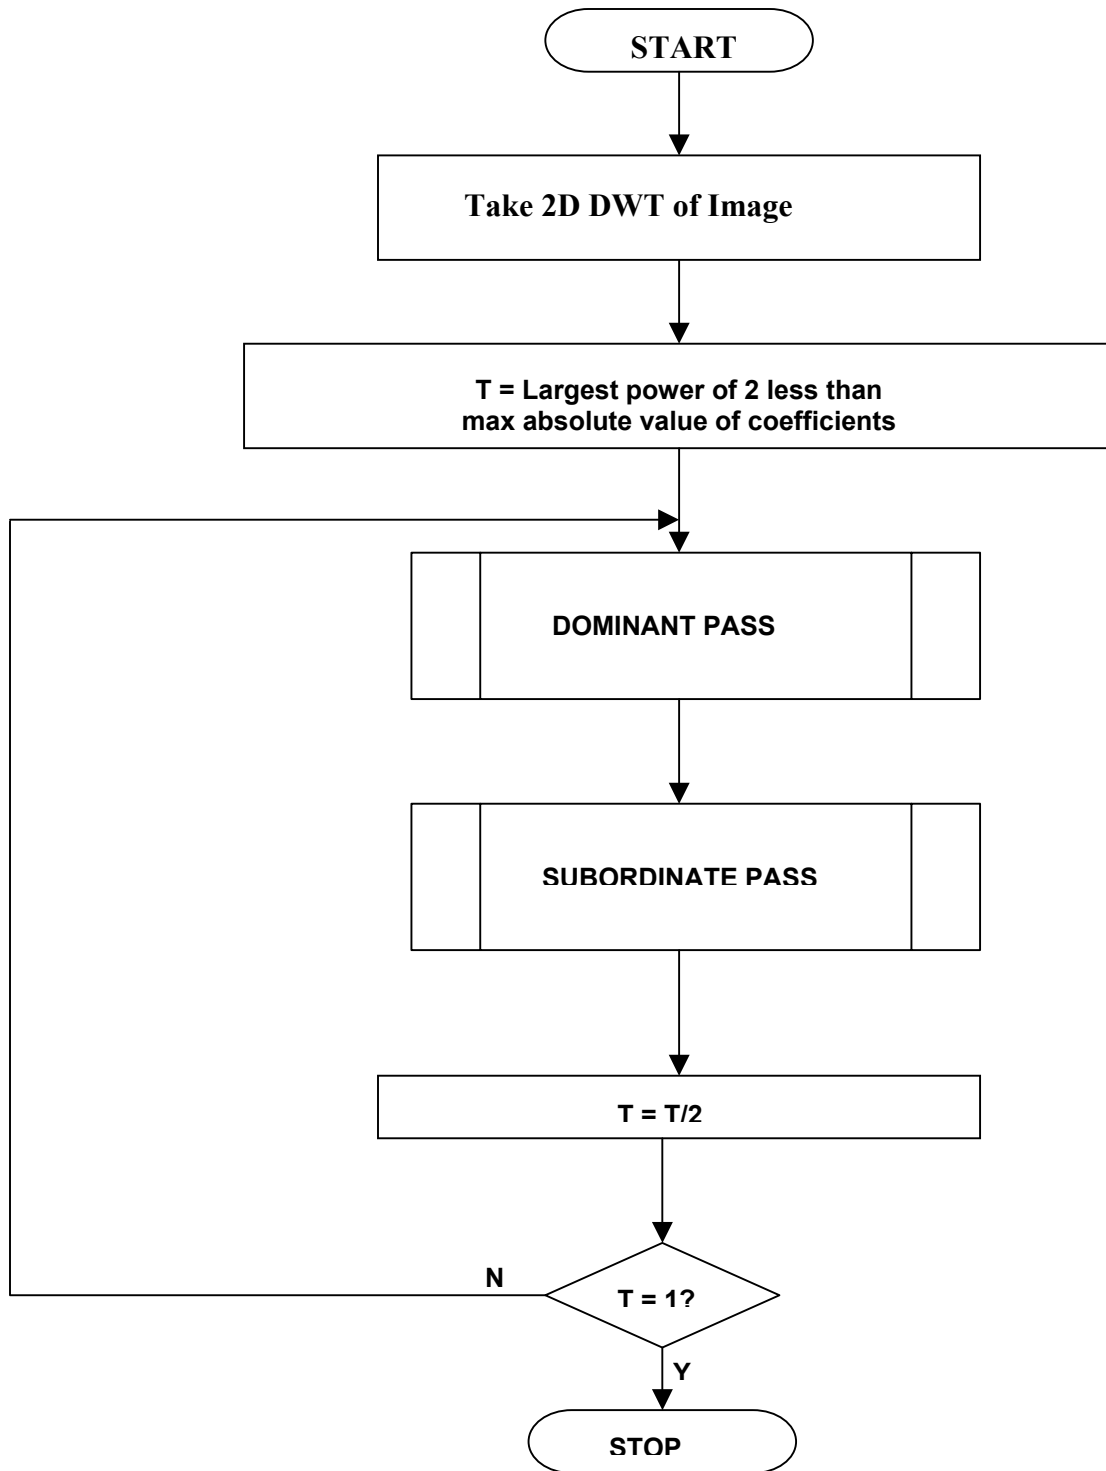 START
Take 2D DWT of Image
T = Largest power of 2 less than
max absolute value of coefficients
DOMINANT PASS
SUBORDINATE PASS
T = T/2
N
T = 1?
Y
STOP